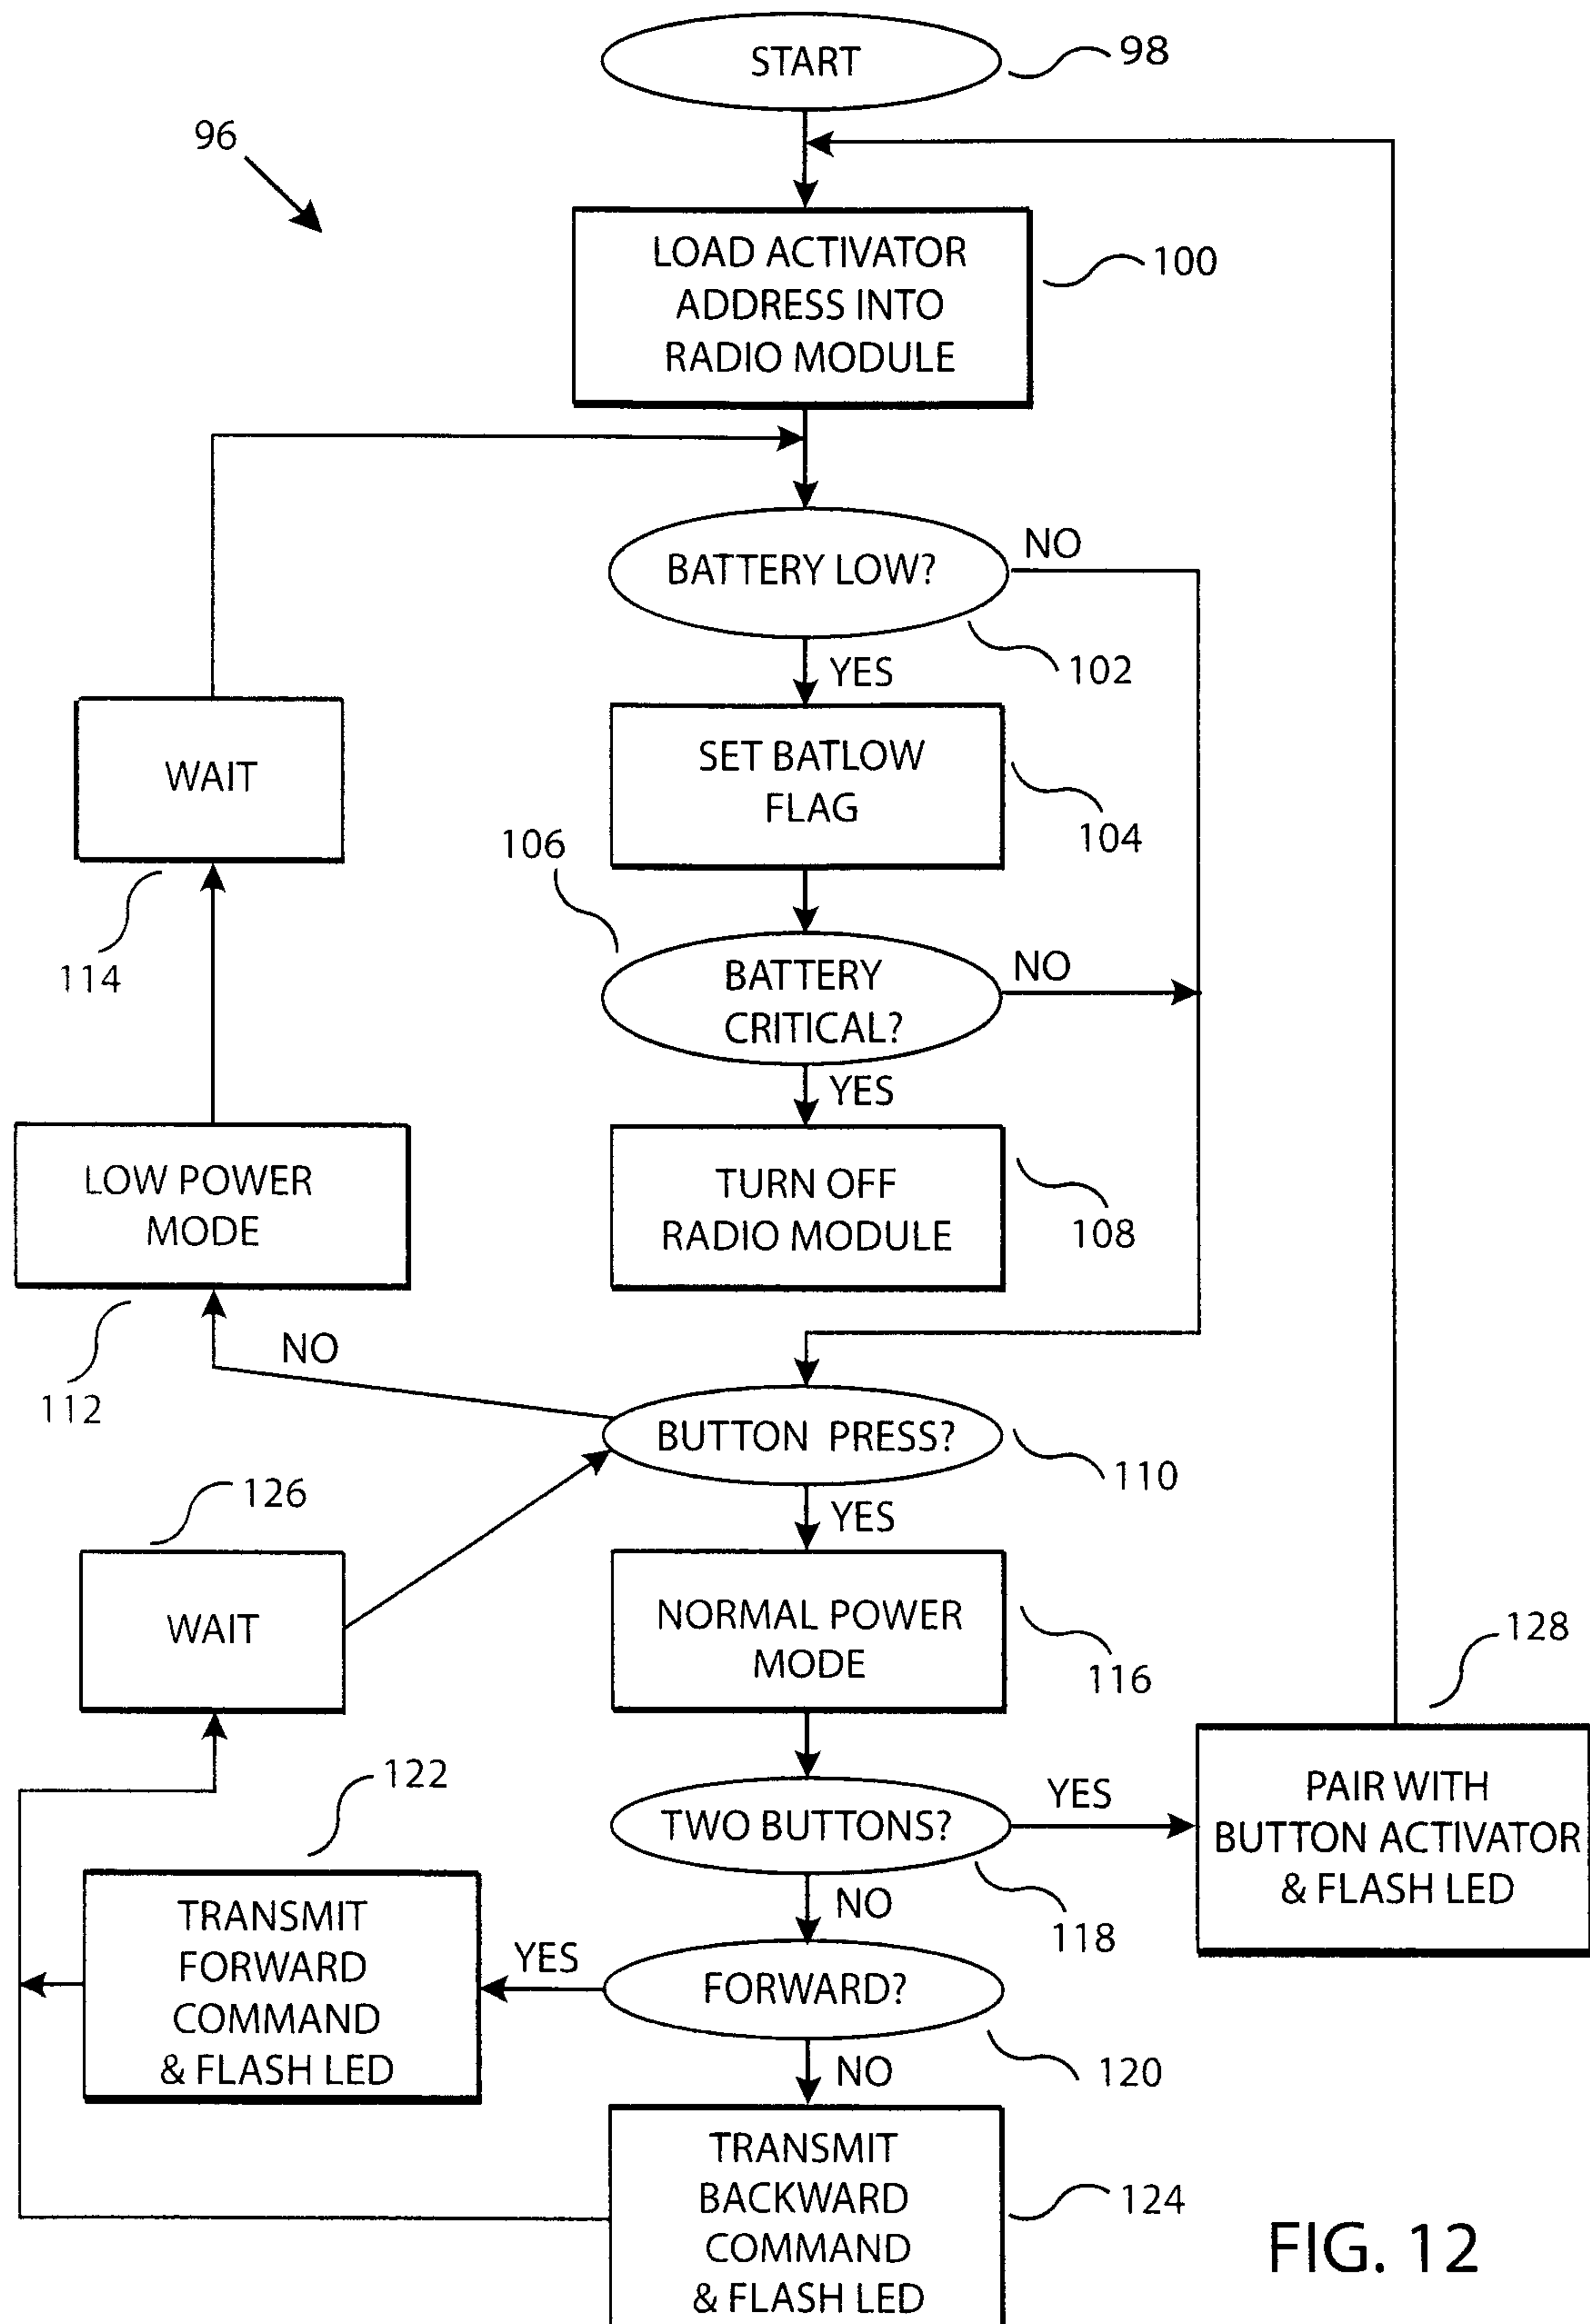 START
98
96
LOAD ACTIVATOR
ADDRESS INTO
RADIO MODULE
100
BATTERY LOW?
NO
102
YES
WAIT
114
SET BATLOW
FLAG
104
106
BATTERY
CRITICAL?
NO
YES
LOW POWER
MODE
112
TURN OFF
RADIO MODULE
108
NO
BUTTON PRESS?
110
YES
126
WAIT
NORMAL POWER
MODE
116
128
122
TWO BUTTONS?
YES
118
NO
PAIR WITH
BUTTON ACTIVATOR
& FLASH LED
TRANSMIT
FORWARD
COMMAND
& FLASH LED
YES
FORWARD?
120
NO
TRANSMIT
BACKWARD
COMMAND
& FLASH LED
124
FIG. 12